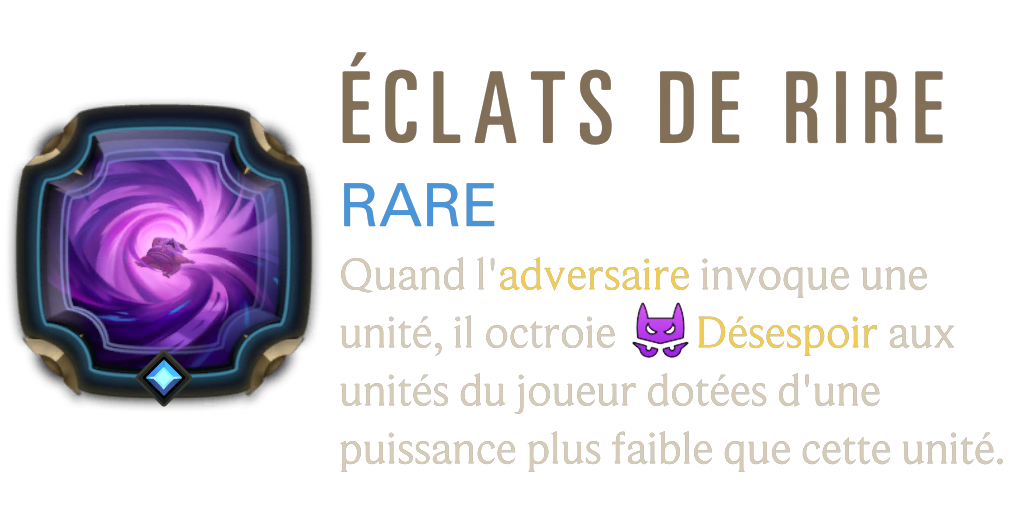 ÉCLATS DE RIRE
RARE
Quand l'adversaire invoque une
unité, il octroie Désespoir aux
unités du joueur dotées d'une
puissance plus faible que cette unité.